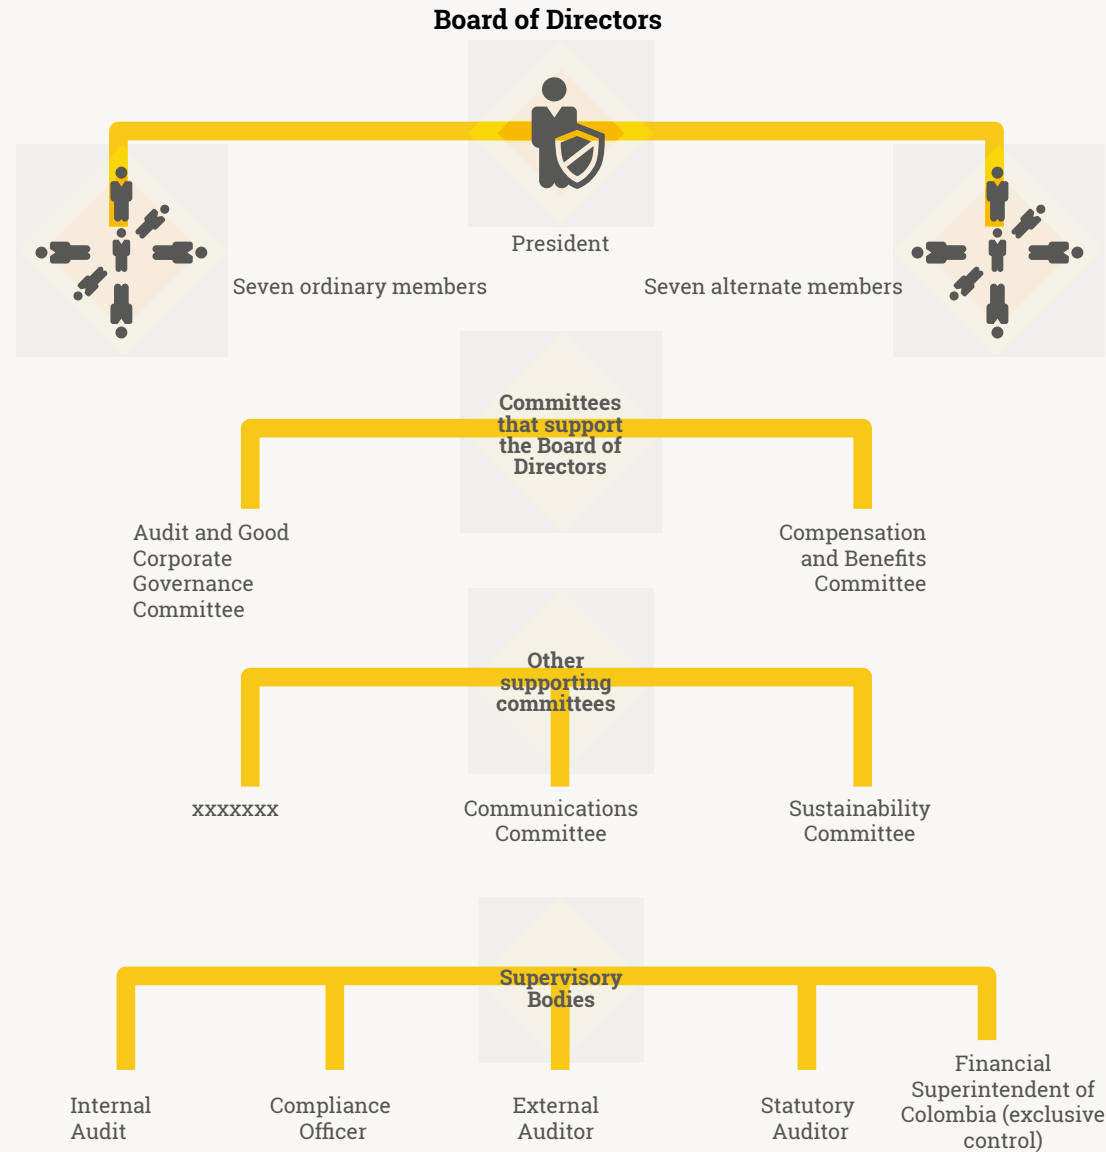 Board of Directors
President
Seven ordinary members
Seven alternate members
Committees
that support
the Board of
Directors
Audit and Good
Corporate
Governance
Committee
Compensation
and Benefits
Committee
Other
supporting
committees
xxxxxxx
Communications
Committee
Sustainability
Committee
Supervisory
Bodies
Internal
Audit
Compliance
Officer
External
Auditor
Statutory
Auditor
Financial
Superintendent of
Colombia (exclusive
control)